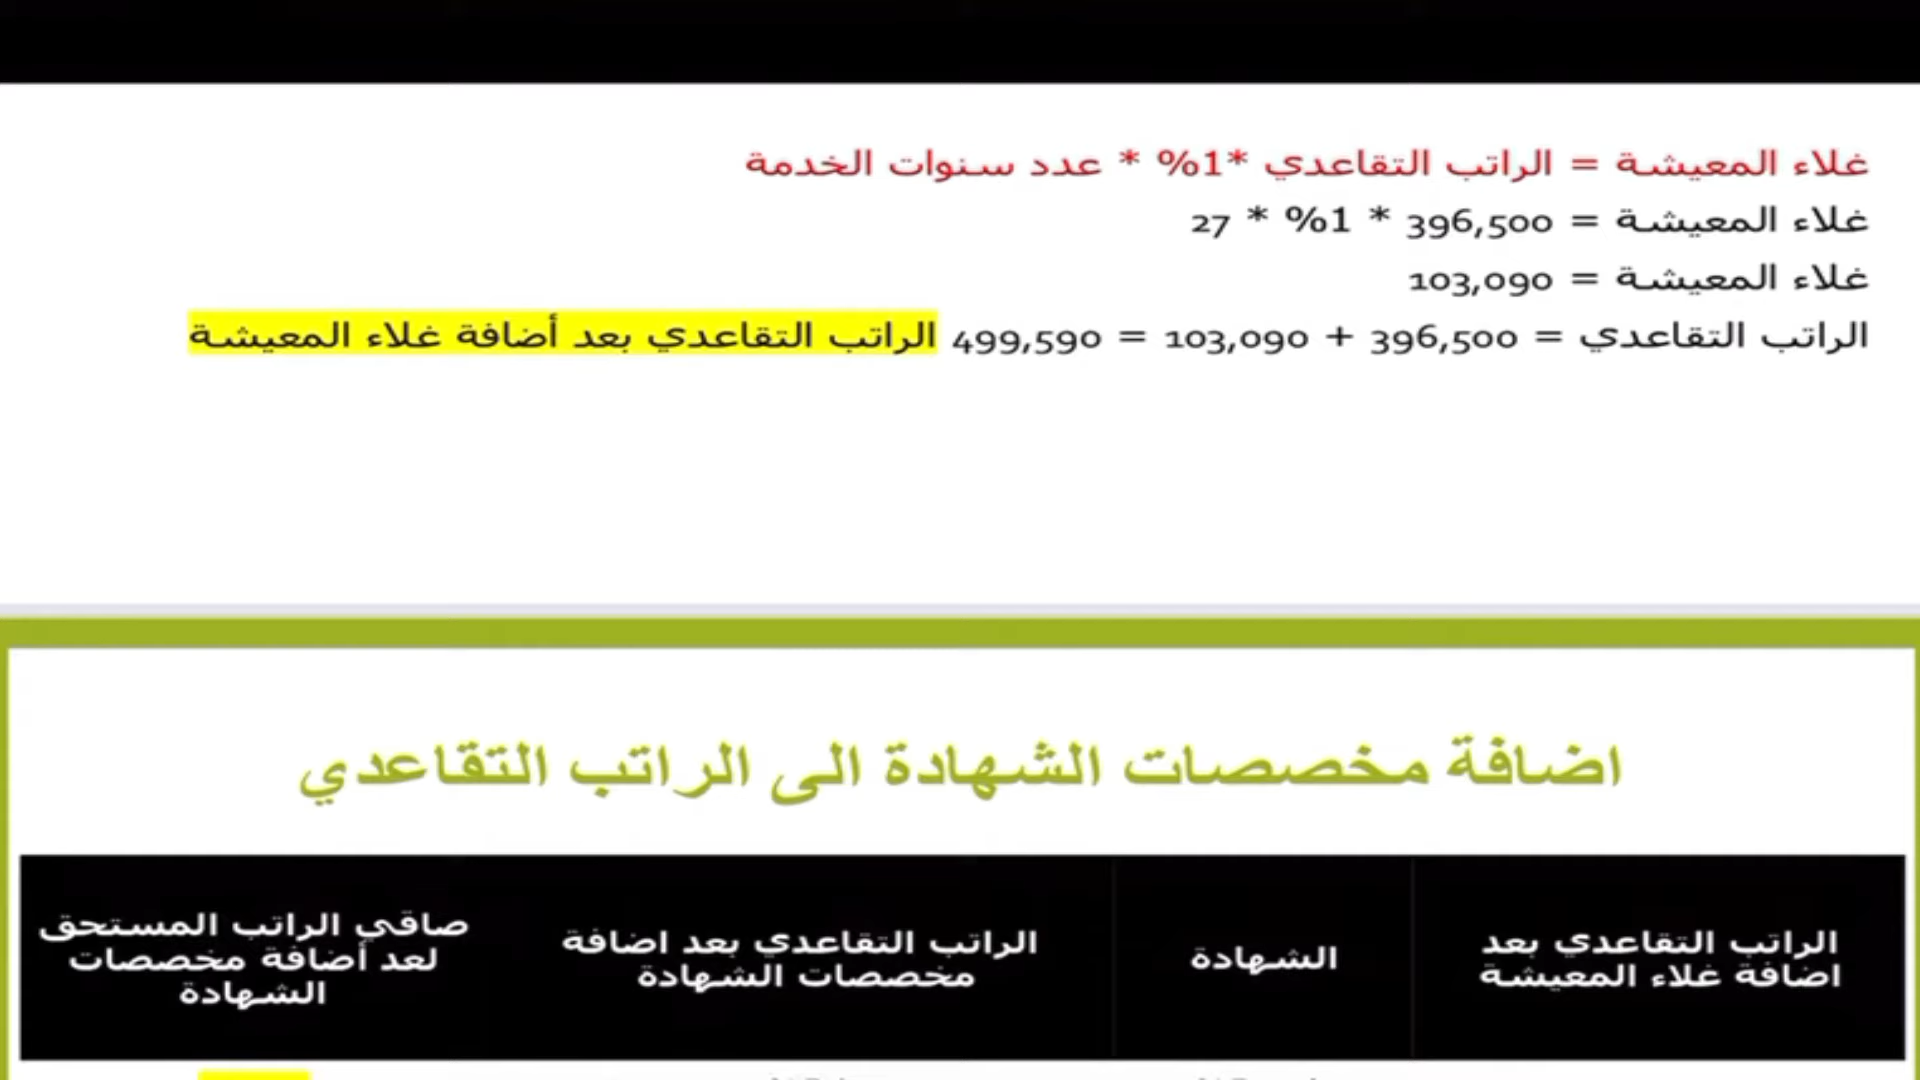 غلاء المعيشة = الراتب التقاعدي *1% * عدد سنوات الخدمة
غلاء المعيشة = 396,500 * 1% * 27
غلاء المعيشة = 103,090
الراتب التقاعدي = 396,500 + 103,090 = 499,590 الراتب التقاعدي بعد أضافة غلاء المعيشة
اضافة مخصصات الشهادة الى الراتب التقاعدي
الراتب التقاعدي بعد
اضافة غلاء المعيشة
الشهادة
الراتب التقاعدي بعد اضافة
مخصصات الشهادة
صاقي الراتب المستحق
لعد أضافة مخصصات
الشهادة